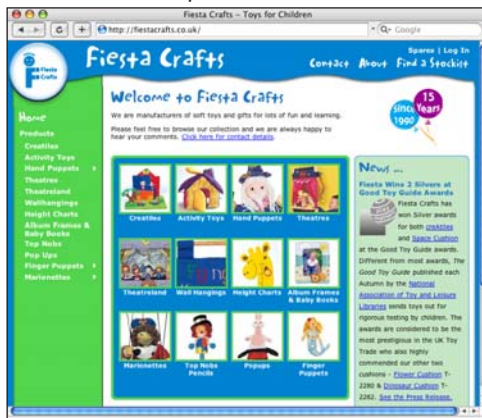 Fiesta Crafts – Toys for Children
http://fiestacrafts.co.uk/
Google
Fiesta Crafts
Fiesta Crafts
Spares | Log In
Contact About Find a Stockist
Home
Products
Creatiles
Activity Toys
Hand Puppets
Theatres
Theatreland
Wallhangings
Height Charts
Album Frames &
Baby Books
Top Nobs
Pop Ups
Finger Puppets
Marionettes
Welcome to Fiesta Crafts
We are manufacturers of soft toys and gifts for lots of fun and learning.
Please feel free to browse our collection and we are always happy to
hear your comments. Click here for contact details.
since
1990
15
Years
Creatiles
Activity Toys
Hand Puppets
Theatres
Theatreland
Wall Hangings
Height Charts
Album Frames
& Baby Books
Marionettes
Top Nobs
Pencils
Popups
Finger
Puppets
News ...
Fiesta Wins 2 Silvers at
Good Toy Guide Awards
Fiesta Crafts has
won Silver awards
for both creAtiles
and Space Cushion
at the Good Toy Guide awards.
Different from most awards, The
Good Toy Guide published each
Autumn by the National
Association of Toy and Leisure
Libraries sends toys out for
rigorous testing by children. The
awards are considered to be the
most prestigious in the UK Toy
Trade who also highly
commended our other two
cushions - Flower Cushion T-
2280 & Dinosaur Cushion T-
2282. See the Press Release.